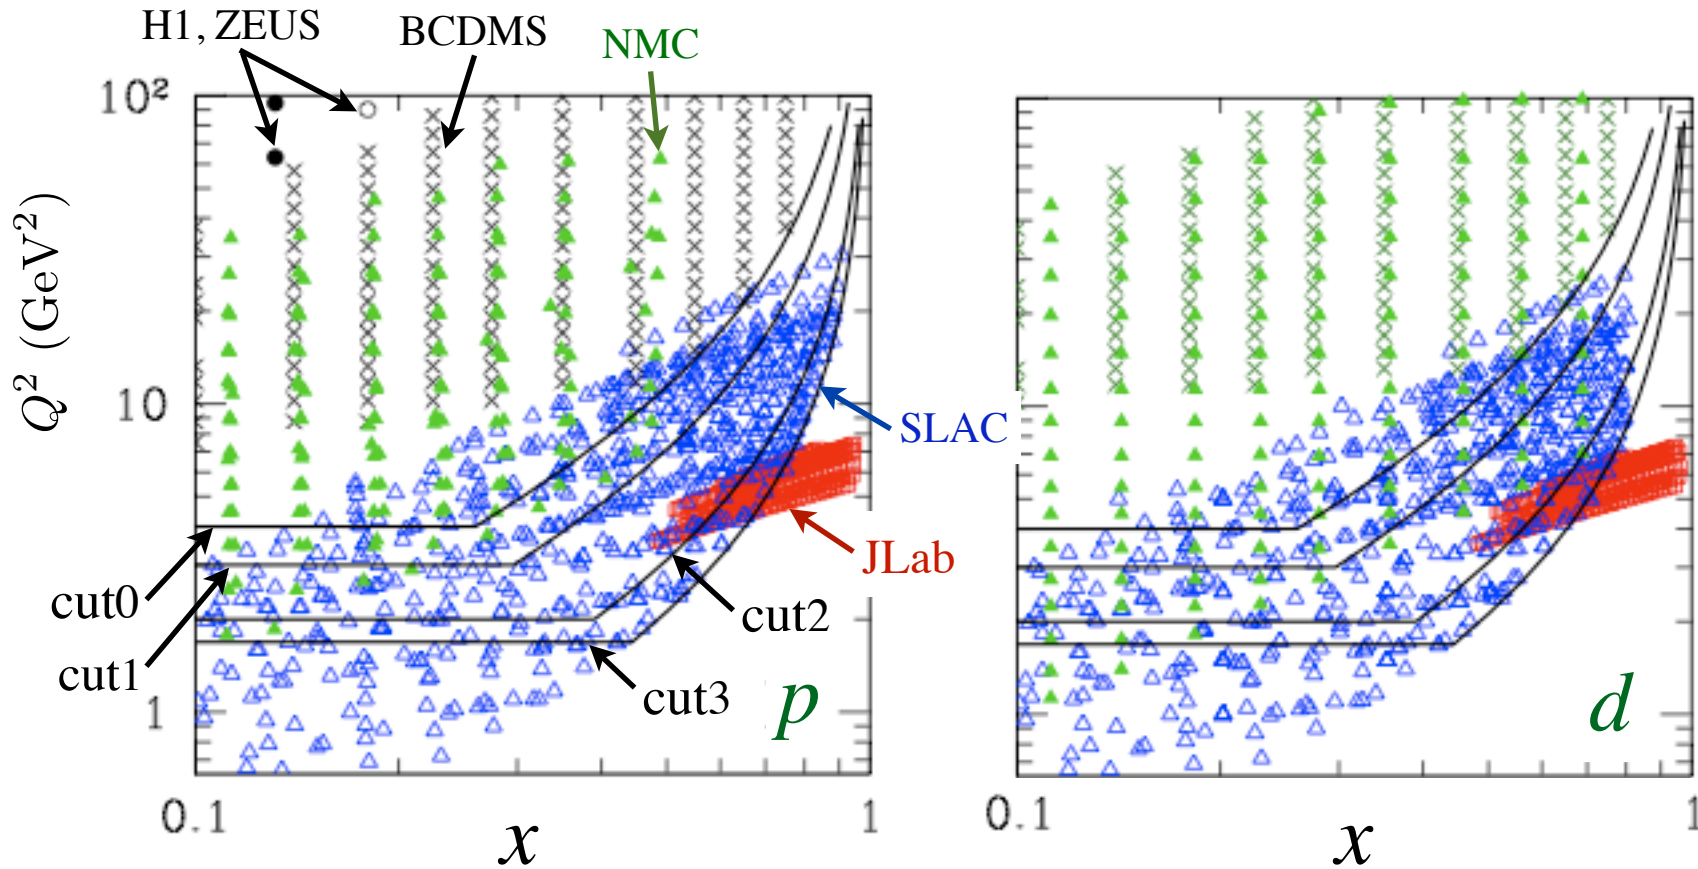 H1, ZEUS
BCDMS
NMC
10²
10
1
Q² (GeV²)
SLAC
JLab
cut0
cut1
cut2
cut3
p
d
0.1
1
0.1
1
x
x